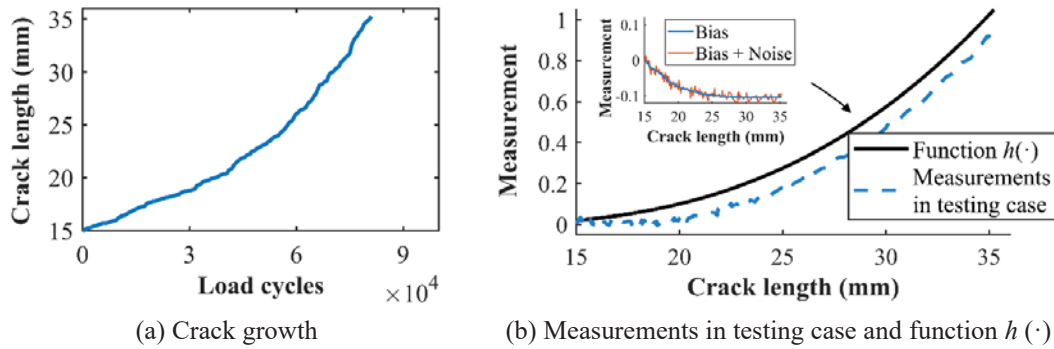 35
30
25
20
15
0
3
6
9
×10⁴
Crack length (mm)
Load cycles
(a) Crack growth
1
0.8
0.6
0.4
0.2
0
15
20
25
30
35
Measurement
Crack length (mm)
0.1
0
-0.1
15
20
25
30
35
Measurement
Crack length (mm)
Bias
Bias + Noise
Function h(·)
Measurements
in testing case
(b) Measurements in testing case and function h (·)